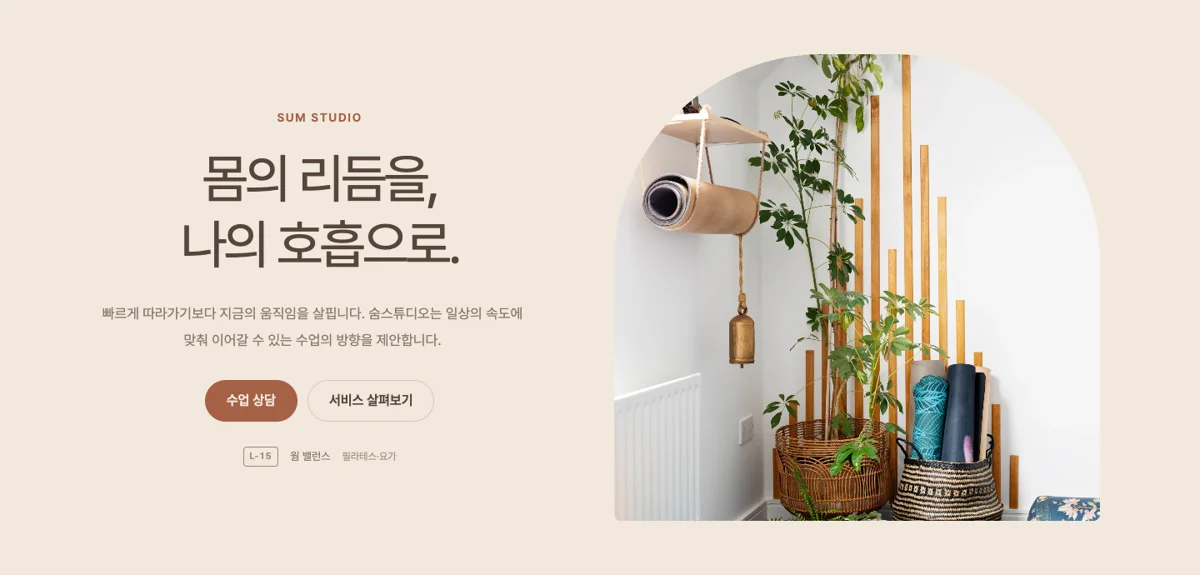 SUM STUDIO
몸의 리듬을,
나의 호흡으로.
빠르게 따라가기보다 지금의 움직임을 살핍니다. 숨스튜디오는 일상의 속도에
맞춰 이어갈 수 있는 수업의 방향을 제안합니다.
수업 상담 서비스 살펴보기
L-15 웜 밸런스 필라테스·요가